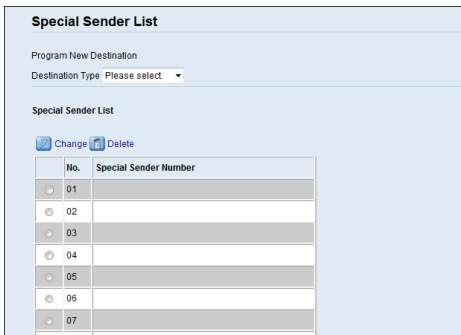 Special Sender List
Program New Destination
Destination Type Please select.
Special Sender List
Change Delete
No. Special Sender Number
01
02
03
04
05
06
07